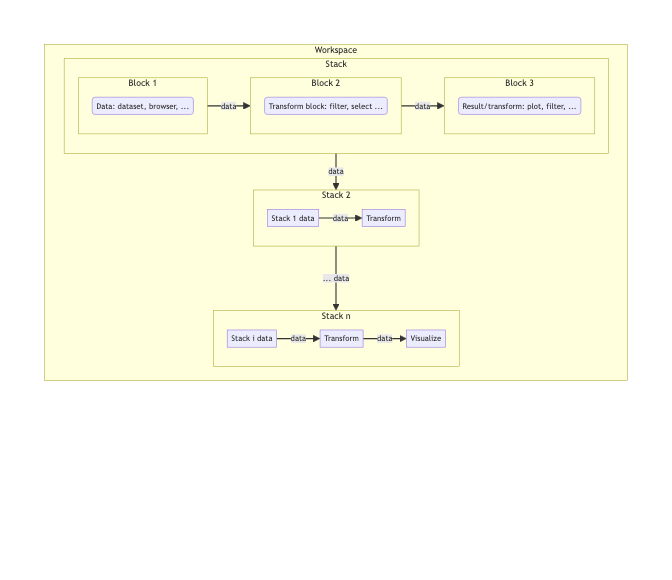 Workspace
Stack
Block 1
Block 2
Block 3
Data: dataset, browser, ...
data
Transform block: filter, select ...
data
Result/transform: plot, filter, ...
data
Stack 2
Stack 1 data
data
Transform
... data
Stack n
Stack i data
data
Transform
data
Visualize